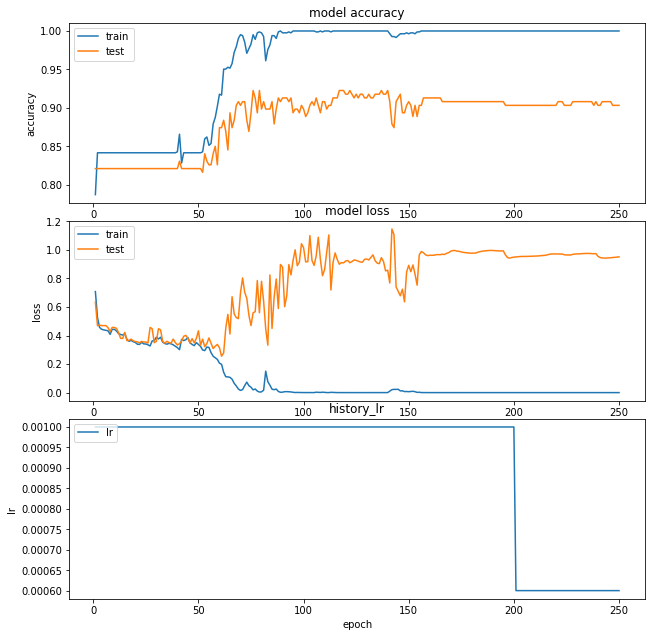 model accuracy
train
test
accuracy
1.00
0.95
0.90
0.85
0.80
0 50 100 150 200 250
model loss
train
test
loss
1.2
1.0
0.8
0.6
0.4
0.2
0.0
0 50 100 150 200 250
history_lr
lr
lr
0.00100
0.00095
0.00090
0.00085
0.00080
0.00075
0.00070
0.00065
0.00060
0 50 100 150 200 250
epoch